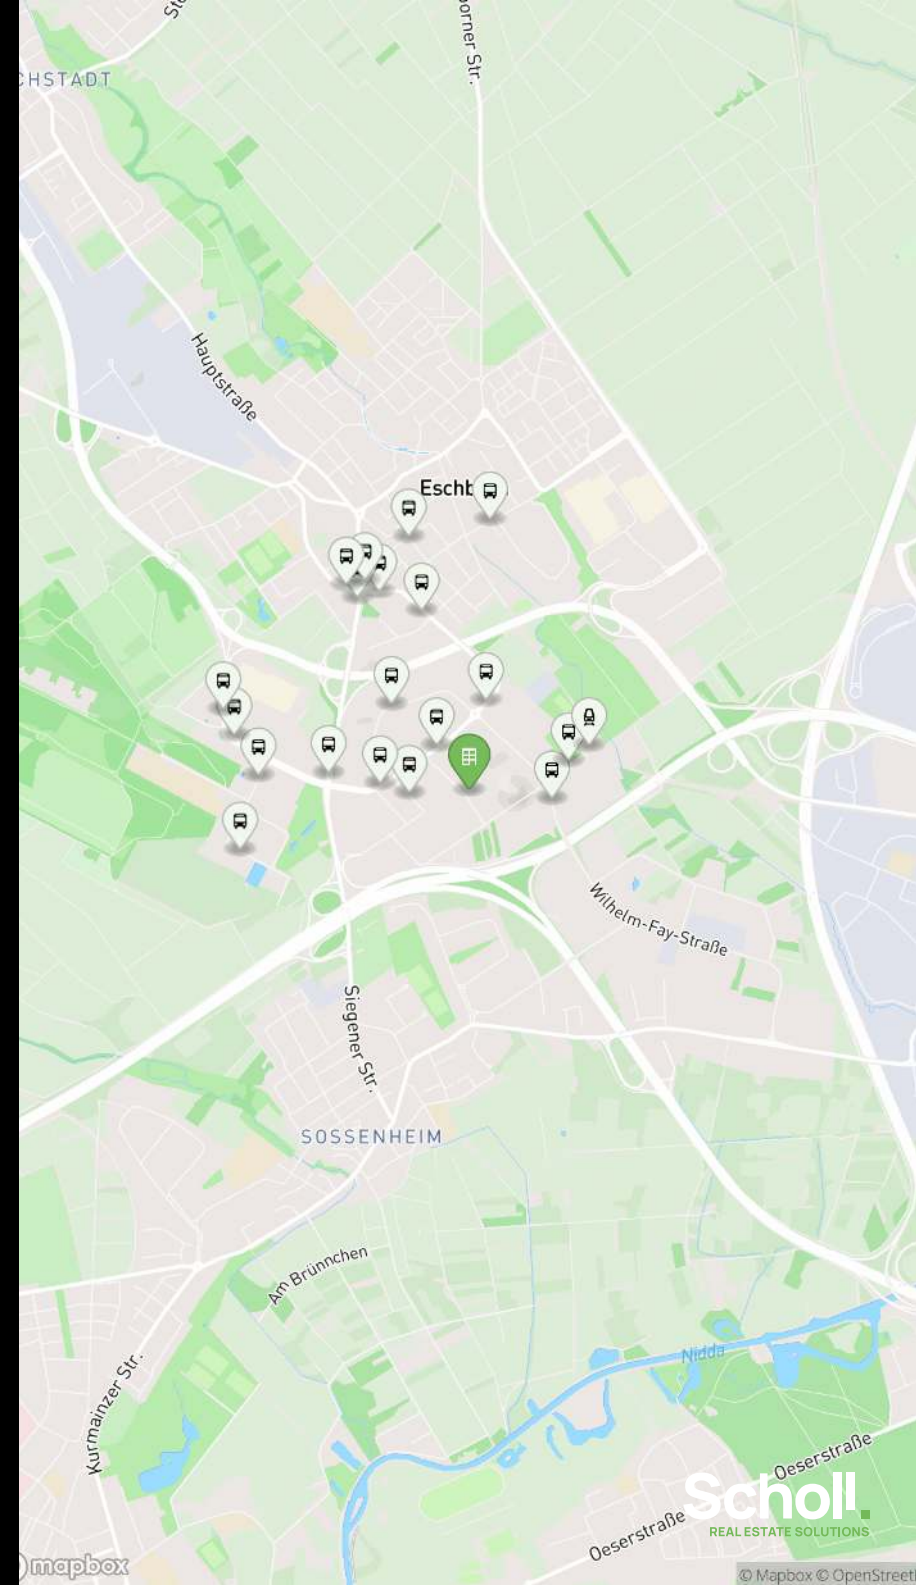 CHSTADT
orner Str.
Hauptstraße
Eschb
Wilhelm-Fay-Straße
Siegener Str.
SOSSENHEIM
Am Brünnchen
Nidda
Kurmainzer Str.
Oeserstraße
Oeserstraße
Scholl.
REAL ESTATE SOLUTIONS
mapbox
© Mapbox © OpenStreet